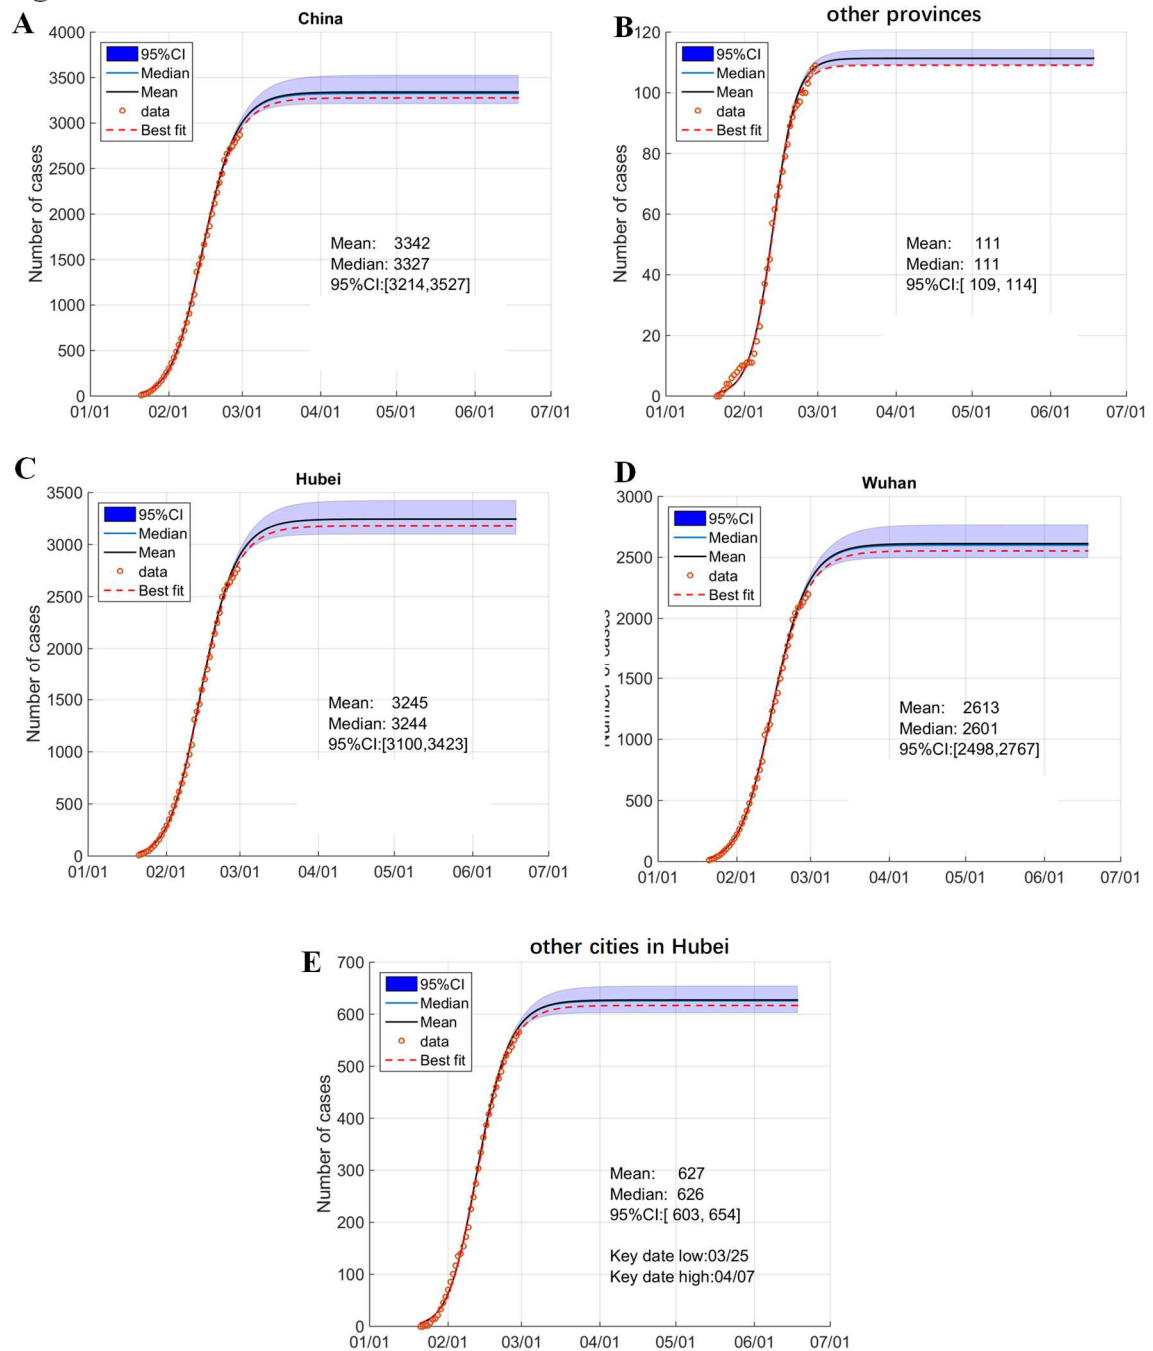 A
China
4000
3500
3000
2500
2000
1500
1000
500
0
Number of cases
95%CI
Median
Mean
data
Best fit
Mean: 3342
Median: 3327
95%CI:[3214,3527]
01/01 02/01 03/01 04/01 05/01 06/01 07/01
B
other provinces
120
100
80
60
40
20
0
Number of cases
95%CI
Median
Mean
data
Best fit
Mean: 111
Median: 111
95%CI:[ 109, 114]
01/01 02/01 03/01 04/01 05/01 06/01 07/01
C
Hubei
3500
3000
2500
2000
1500
1000
500
0
Number of cases
95%CI
Median
Mean
data
Best fit
Mean: 3245
Median: 3244
95%CI:[3100,3423]
01/01 02/01 03/01 04/01 05/01 06/01 07/01
D
Wuhan
3000
2500
2000
1500
1000
500
0
Number of cases
95%CI
Median
Mean
data
Best fit
Mean: 2613
Median: 2601
95%CI:[2498,2767]
01/01 02/01 03/01 04/01 05/01 06/01 07/01
E
other cities in Hubei
700
600
500
400
300
200
100
0
Number of cases
95%CI
Median
Mean
data
Best fit
Mean: 627
Median: 626
95%CI:[ 603, 654]
Key date low:03/25
Key date high:04/07
01/01 02/01 03/01 04/01 05/01 06/01 07/01